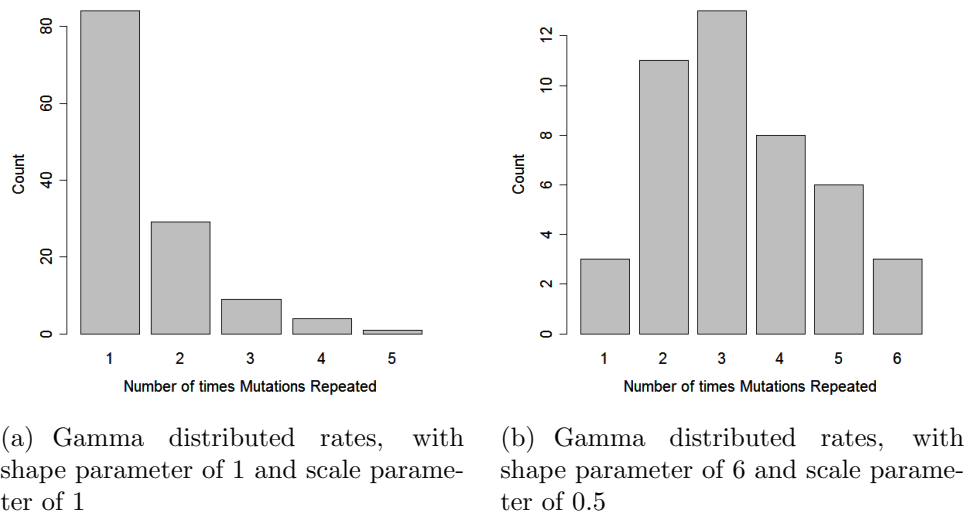 80
60
40
20
0
Count
1 2 3 4 5
Number of times Mutations Repeated
(a) Gamma distributed rates, with
shape parameter of 1 and scale parame-
ter of 1
12
10
8
6
4
2
0
Count
1 2 3 4 5 6
Number of times Mutations Repeated
(b) Gamma distributed rates, with
shape parameter of 6 and scale parame-
ter of 0.5